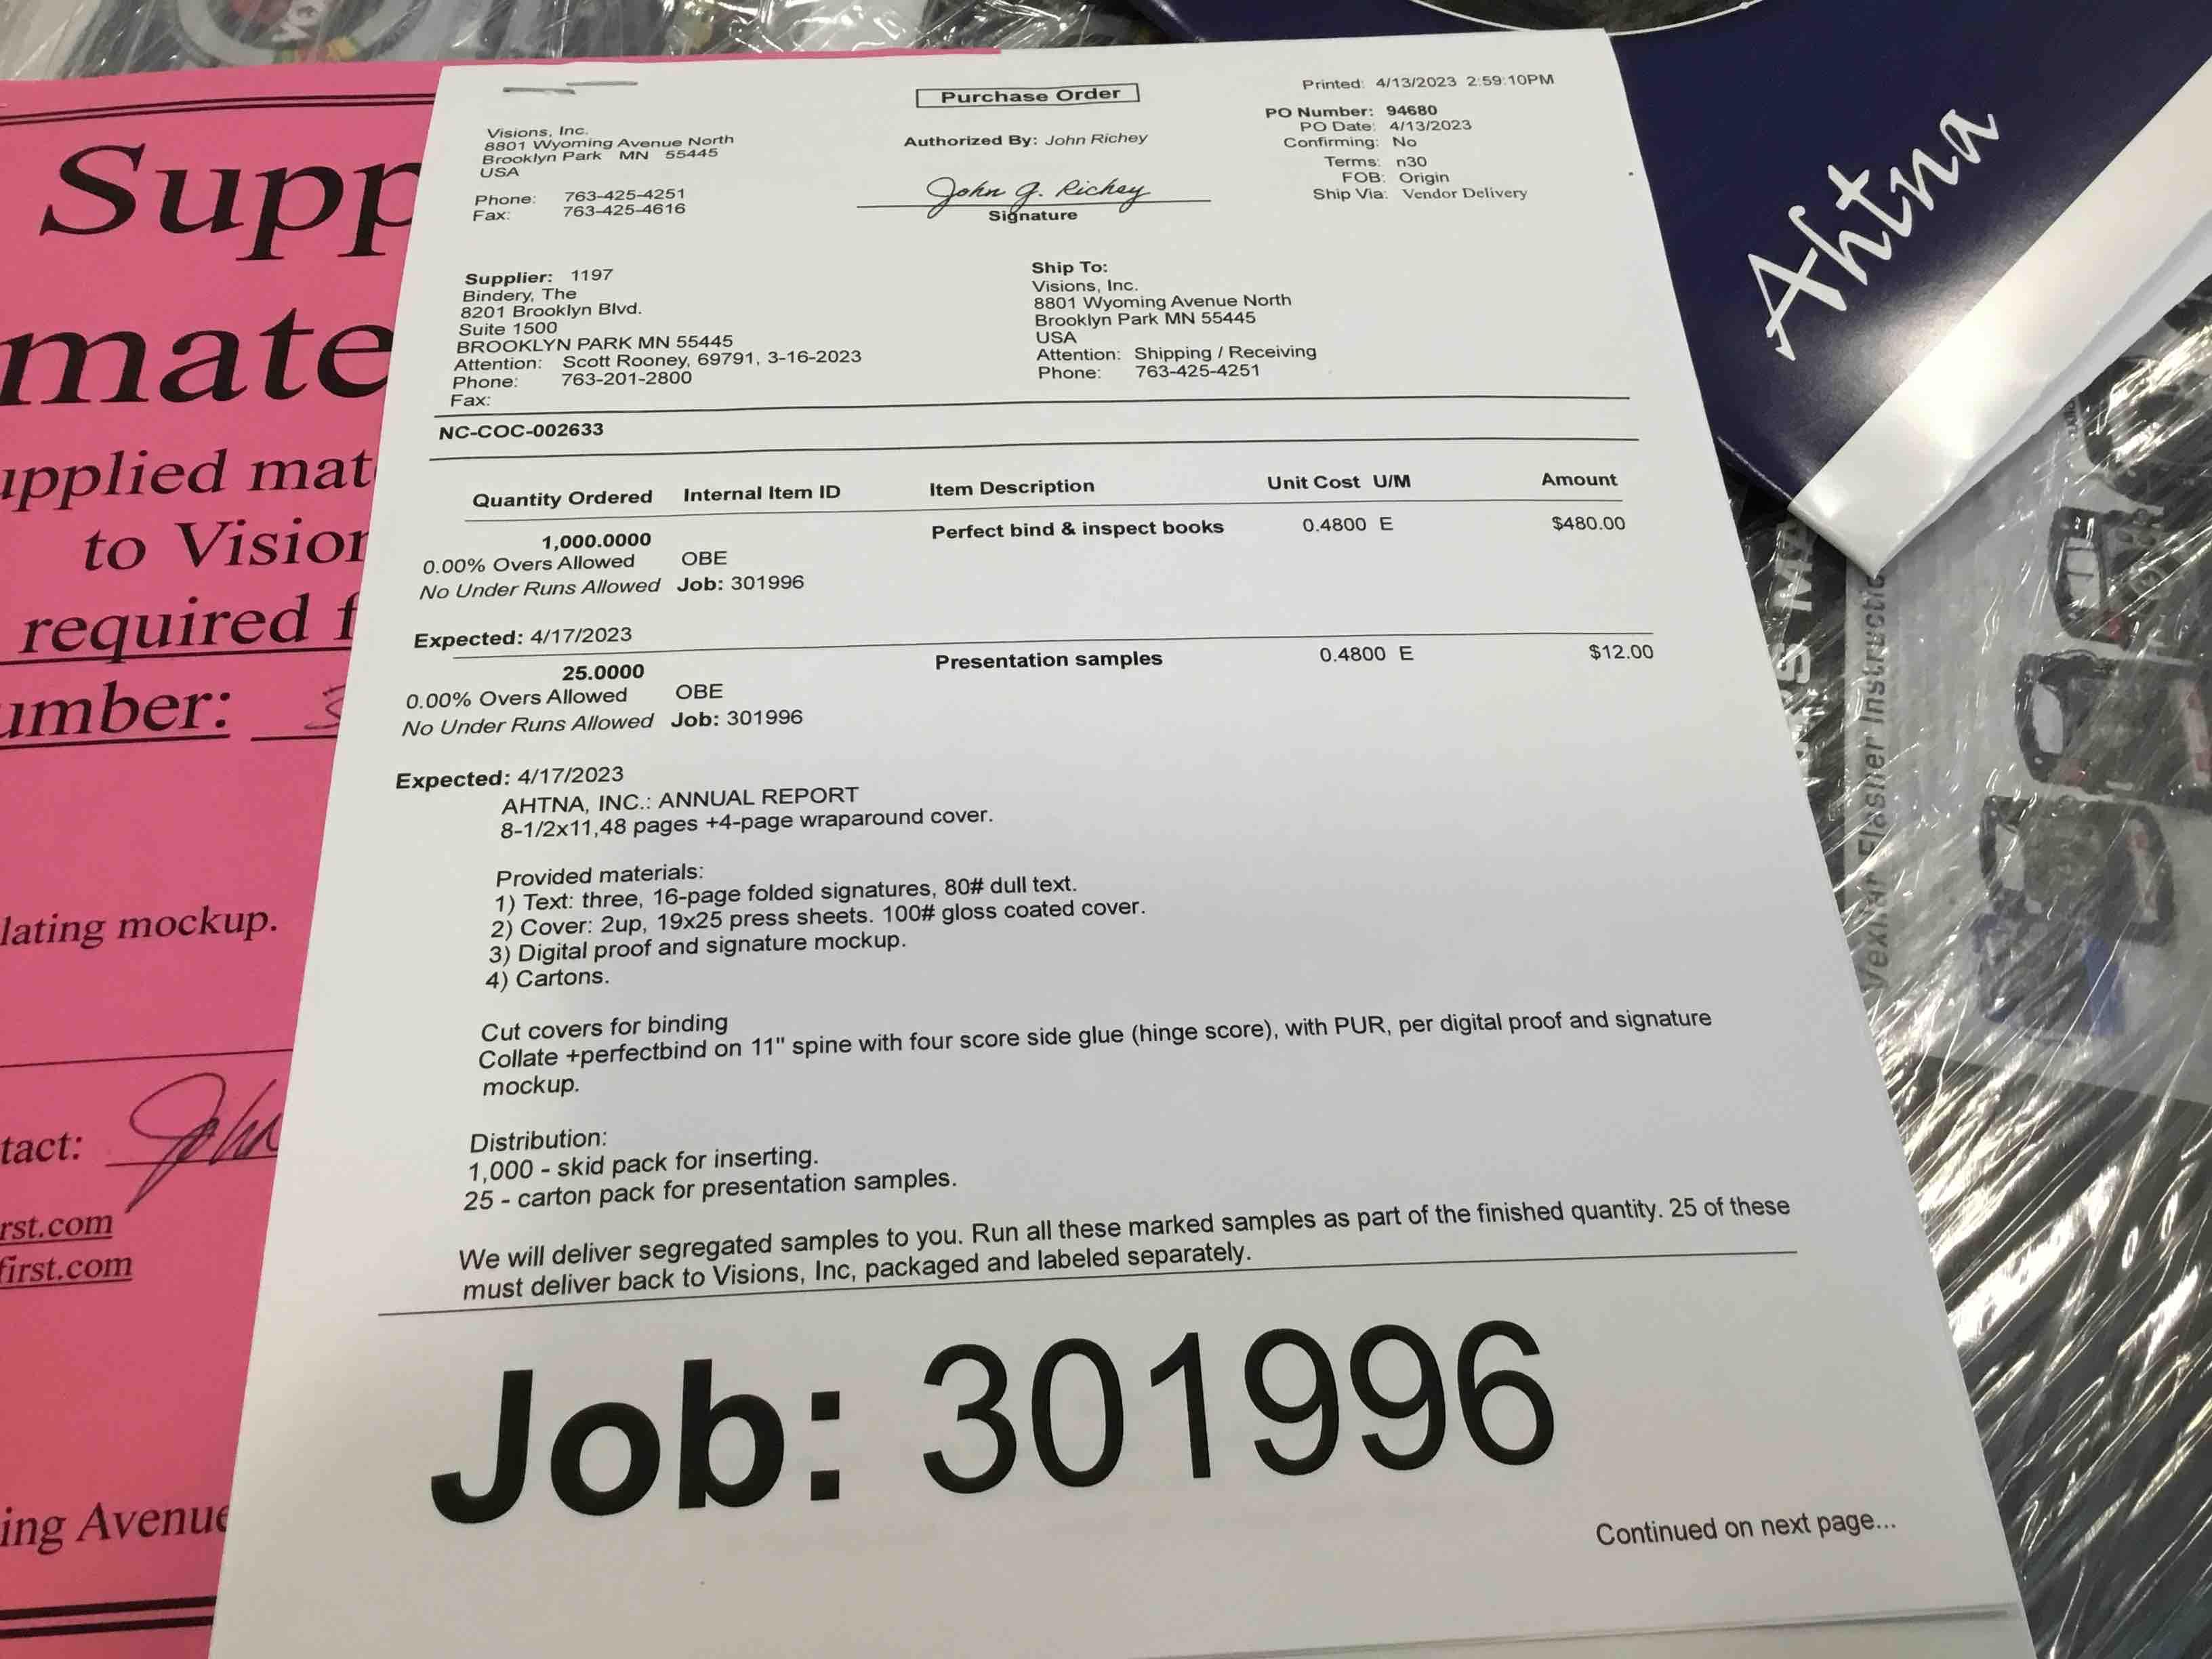 Purchase Order
Printed: 4/13/2023 2:59:10PM
Visions, Inc.
8801 Wyoming Avenue North
Brooklyn Park MN 55445
USA
Phone: 763-425-4251
Fax: 763-425-4616
Authorized By: John Richey
John J. Richey
Signature
PO Number: 94680
PO Date: 4/13/2023
Confirming: No
Terms: n30
FOB: Origin
Ship Via: Vendor Delivery
Supplier: 1197
Bindery, The
8201 Brooklyn Blvd.
Suite 1500
BROOKLYN PARK MN 55445
Attention: Scott Rooney, 69791, 3-16-2023
Phone: 763-201-2800
Fax:
Ship To:
Visions, Inc.
8801 Wyoming Avenue North
Brooklyn Park MN 55445
USA
Attention: Shipping / Receiving
Phone: 763-425-4251
NC-COC-002633
Quantity Ordered Internal Item ID Item Description Unit Cost U/M Amount
1,000.0000 Perfect bind & inspect books 0.4800 E $480.00
0.00% Overs Allowed OBE
No Under Runs Allowed Job: 301996
Expected: 4/17/2023
25.0000 Presentation samples 0.4800 E $12.00
0.00% Overs Allowed OBE
No Under Runs Allowed Job: 301996
Expected: 4/17/2023
AHTNA, INC.: ANNUAL REPORT
8-1/2x11,48 pages +4-page wraparound cover.
Provided materials:
1) Text: three, 16-page folded signatures, 80# dull text.
2) Cover: 2up, 19x25 press sheets. 100# gloss coated cover.
3) Digital proof and signature mockup.
4) Cartons.
Cut covers for binding
Collate +perfectbind on 11" spine with four score side glue (hinge score), with PUR, per digital proof and signature
mockup.
Distribution:
1,000 - skid pack for inserting.
25 - carton pack for presentation samples.
We will deliver segregated samples to you. Run all these marked samples as part of the finished quantity. 25 of these
must deliver back to Visions, Inc, packaged and labeled separately.
Job: 301996
Continued on next page...
Supp
mate
upplied mat
to Vision
required f
umber: 3
lating mockup.
tact: John
rst.com
first.com
ing Avenue
Ahtna
Flasher Instructio